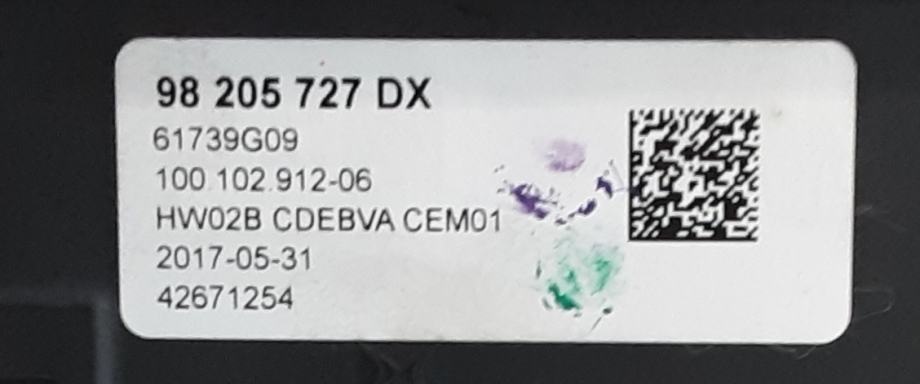 98 205 727 DX
61739G09
100.102.912-06
HW02B CDEBVA CEM01
2017-05-31
42671254